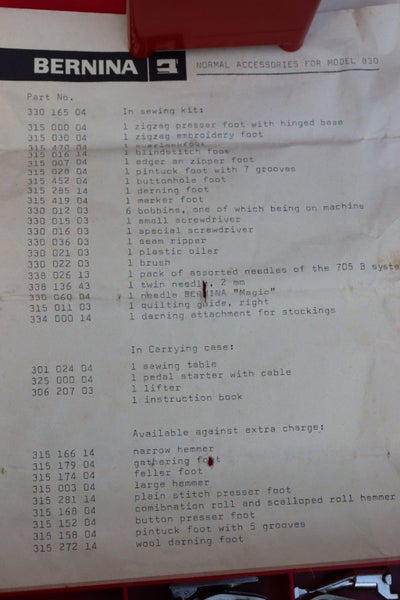 BERNINA
NORMAL ACCESSORIES FOR MODEL 830
Part No.
330 165 04 In sewing kit:
315 000 04 1 zigzag presser foot with hinged base
315 030 04 1 zigzag embroidery foot
315 470 04 1 overlockfoot
315 016 14 1 blindstitch foot
315 007 04 1 edger an zipper foot
315 028 04 1 pintuck foot with 7 grooves
315 452 04 1 buttonhole foot
315 285 14 1 derning foot
315 419 04 1 marker foot
330 012 03 6 bobbins, one of which being on machine
330 015 03 1 small screwdriver
330 016 03 1 special screwdriver
330 036 03 1 seam ripper
330 021 03 1 plastic oiler
330 022 03 1 brush
338 026 13 1 pack of assorted needles of the 705 B syste
338 136 43 1 twin needle, 2 mm
330 060 04 1 needle BERNINA "Magic"
315 011 03 1 quilting guide, right
334 000 14 1 darning attachment for stockings
In Carrying case:
301 024 04 1 sewing table
325 000 04 1 pedal starter with cable
306 207 03 1 lifter
1 instruction book
Available against extra charge:
315 166 14 narrow hemmer
315 179 04 gathering foot
315 174 04 feller foot
315 003 04 large hemmer
315 281 14 plain stitch presser foot
315 168 04 comibnation roll and scalloped roll hemmer
315 152 04 button presser foot
315 158 04 pintuck foot with 5 grooves
315 272 14 wool darning foot